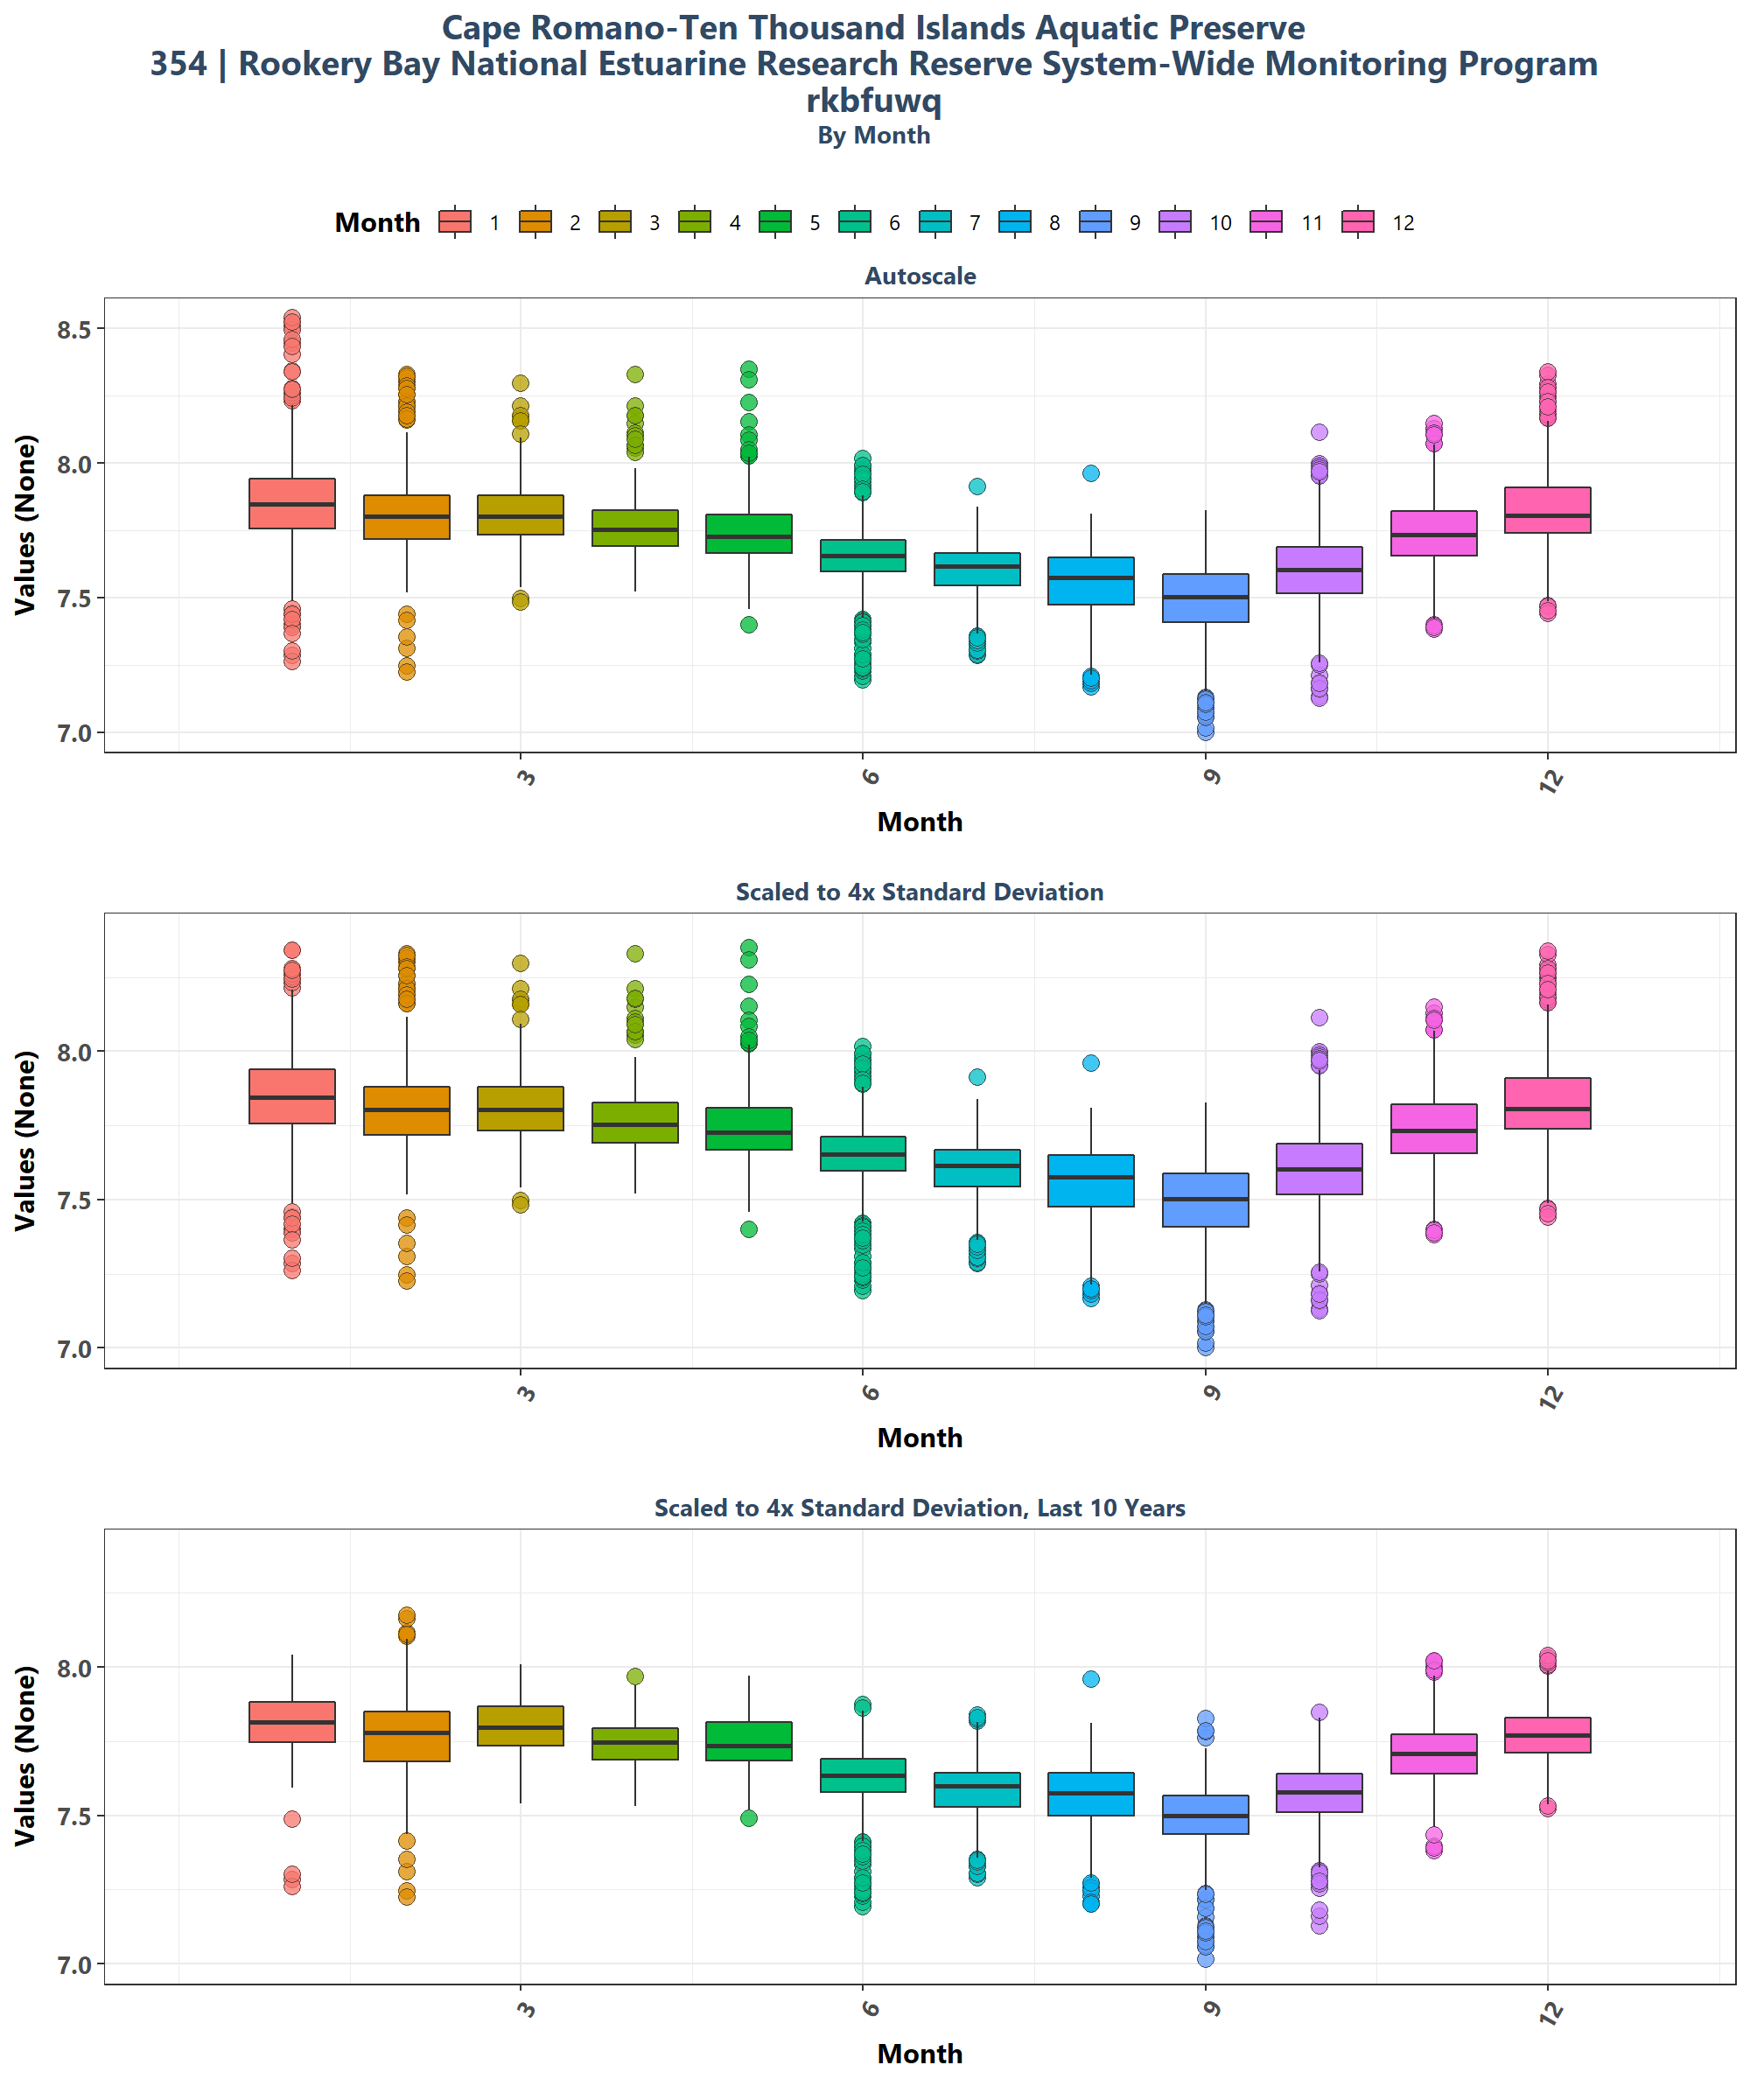 Cape Romano-Ten Thousand Islands Aquatic Preserve
354 | Rookery Bay National Estuarine Research Reserve System-Wide Monitoring Program
rkbfuwq
By Month
Month 1 2 3 4 5 6 7 8 9 10 11 12
Autoscale
Values (None)
8.5
8.0
7.5
7.0
3 6 9 12
Month
Scaled to 4x Standard Deviation
Values (None)
8.0
7.5
7.0
3 6 9 12
Month
Scaled to 4x Standard Deviation, Last 10 Years
Values (None)
8.0
7.5
7.0
3 6 9 12
Month